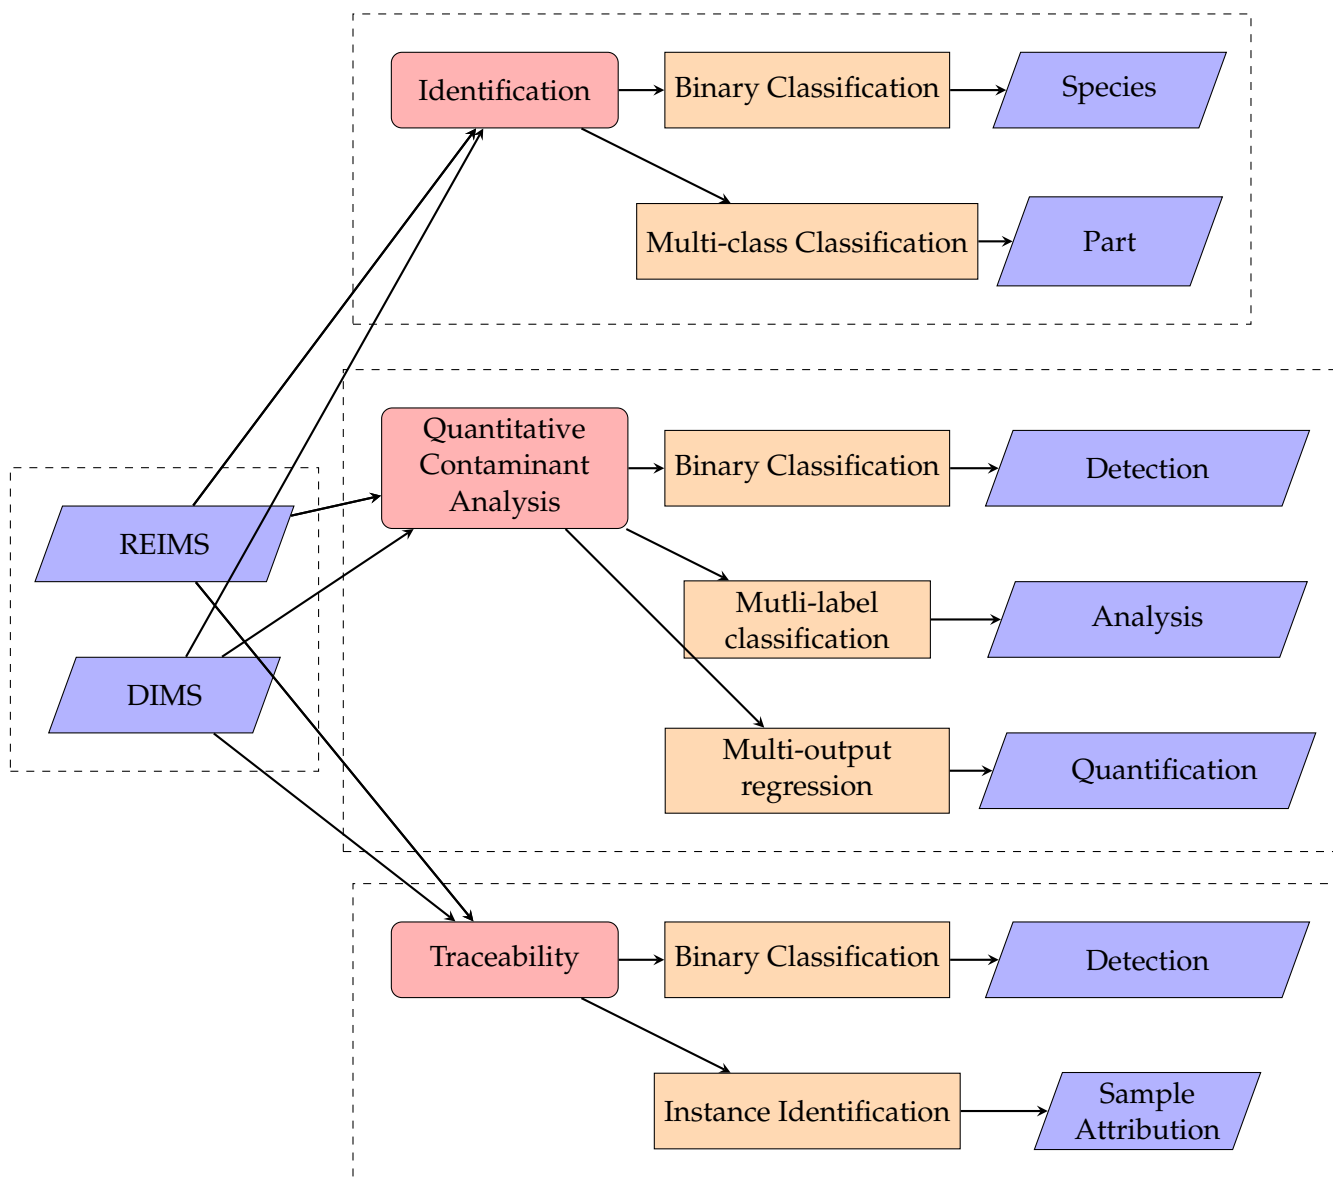 Identification
Binary Classification
Species
Multi-class Classification
Part
Quantitative
Contaminant
Analysis
Binary Classification
Detection
REIMS
Mutli-label
classification
Analysis
DIMS
Multi-output
regression
Quantification
Traceability
Binary Classification
Detection
Instance Identification
Sample
Attribution